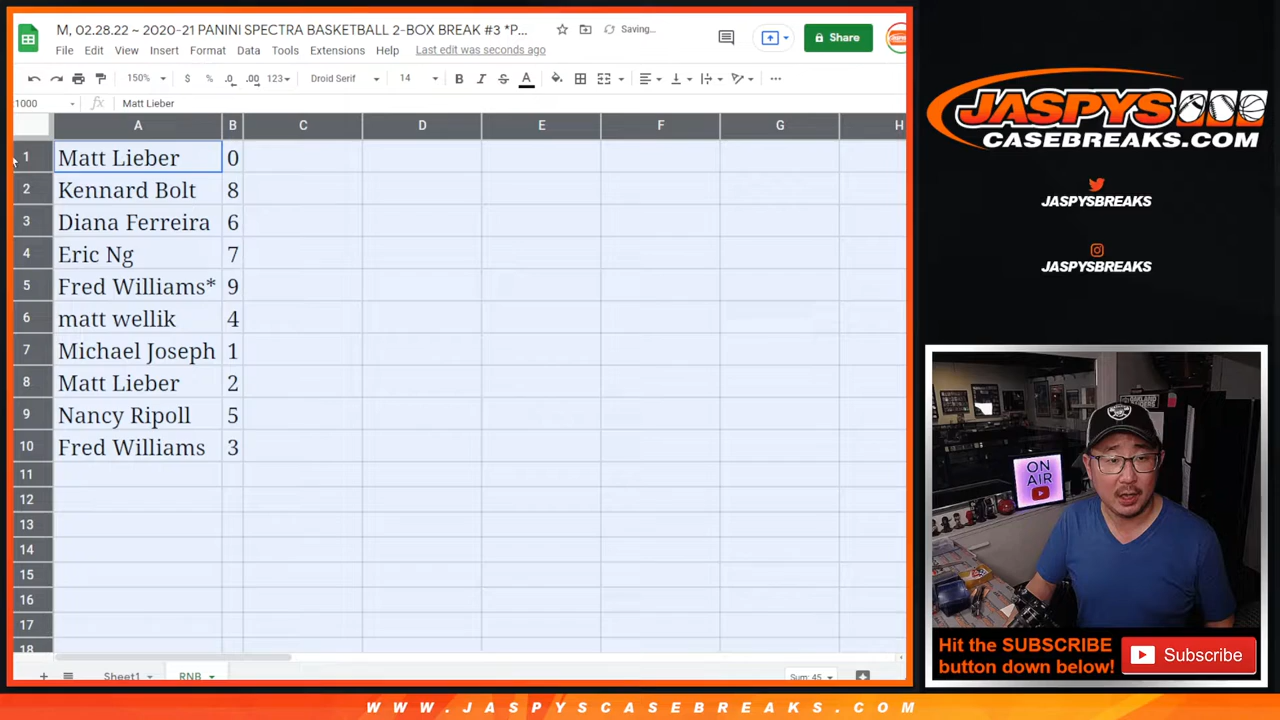 M, 02.28.22 ~ 2020-21 PANINI SPECTRA BASKETBALL 2-BOX BREAK #3 *P... Saving...
File Edit View Insert Format Data Tools Extensions Help Last edit was seconds ago
Share
150% $ % .0 .00 123 Droid Serif 14 B I S A ...
1000 fx Matt Lieber
A B C D E F G H
1 Matt Lieber 0
2 Kennard Bolt 8
3 Diana Ferreira 6
4 Eric Ng 7
5 Fred Williams* 9
6 matt wellik 4
7 Michael Joseph 1
8 Matt Lieber 2
9 Nancy Ripoll 5
10 Fred Williams 3
11
12
13
14
15
16
17
18
Sheet1 RNB Sum: 45
JASPYS
CASEBREAKS.COM
JASPYSBREAKS
JASPYSBREAKS
ON
AIR
Hit the SUBSCRIBE
button down below!
Subscribe
WWW.JASPYSCASEBREAKS.COM